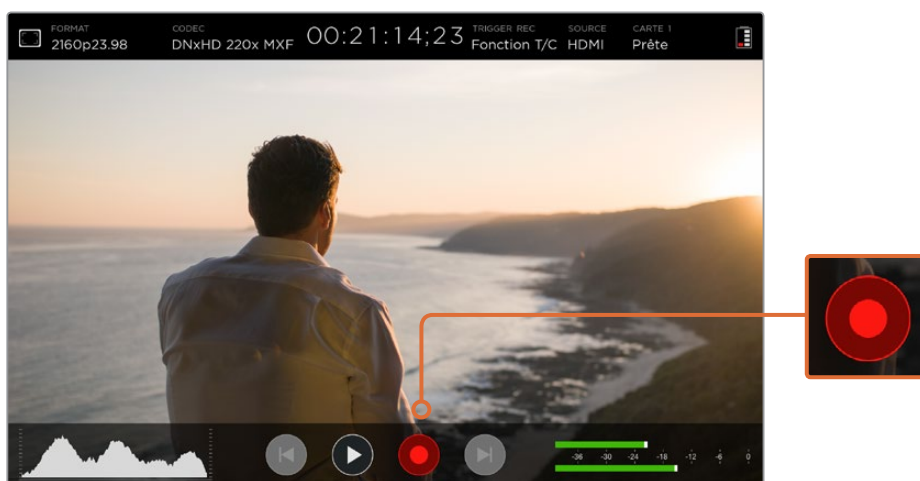 FORMAT
2160p23.98
CODEC
DNxHD 220x MXF
00:21:14;23
TRIGGER REC
Fonction T/C
SOURCE
HDMI
CARTE 1
Prête
-36 -30 -24 -18 -12 -6 0